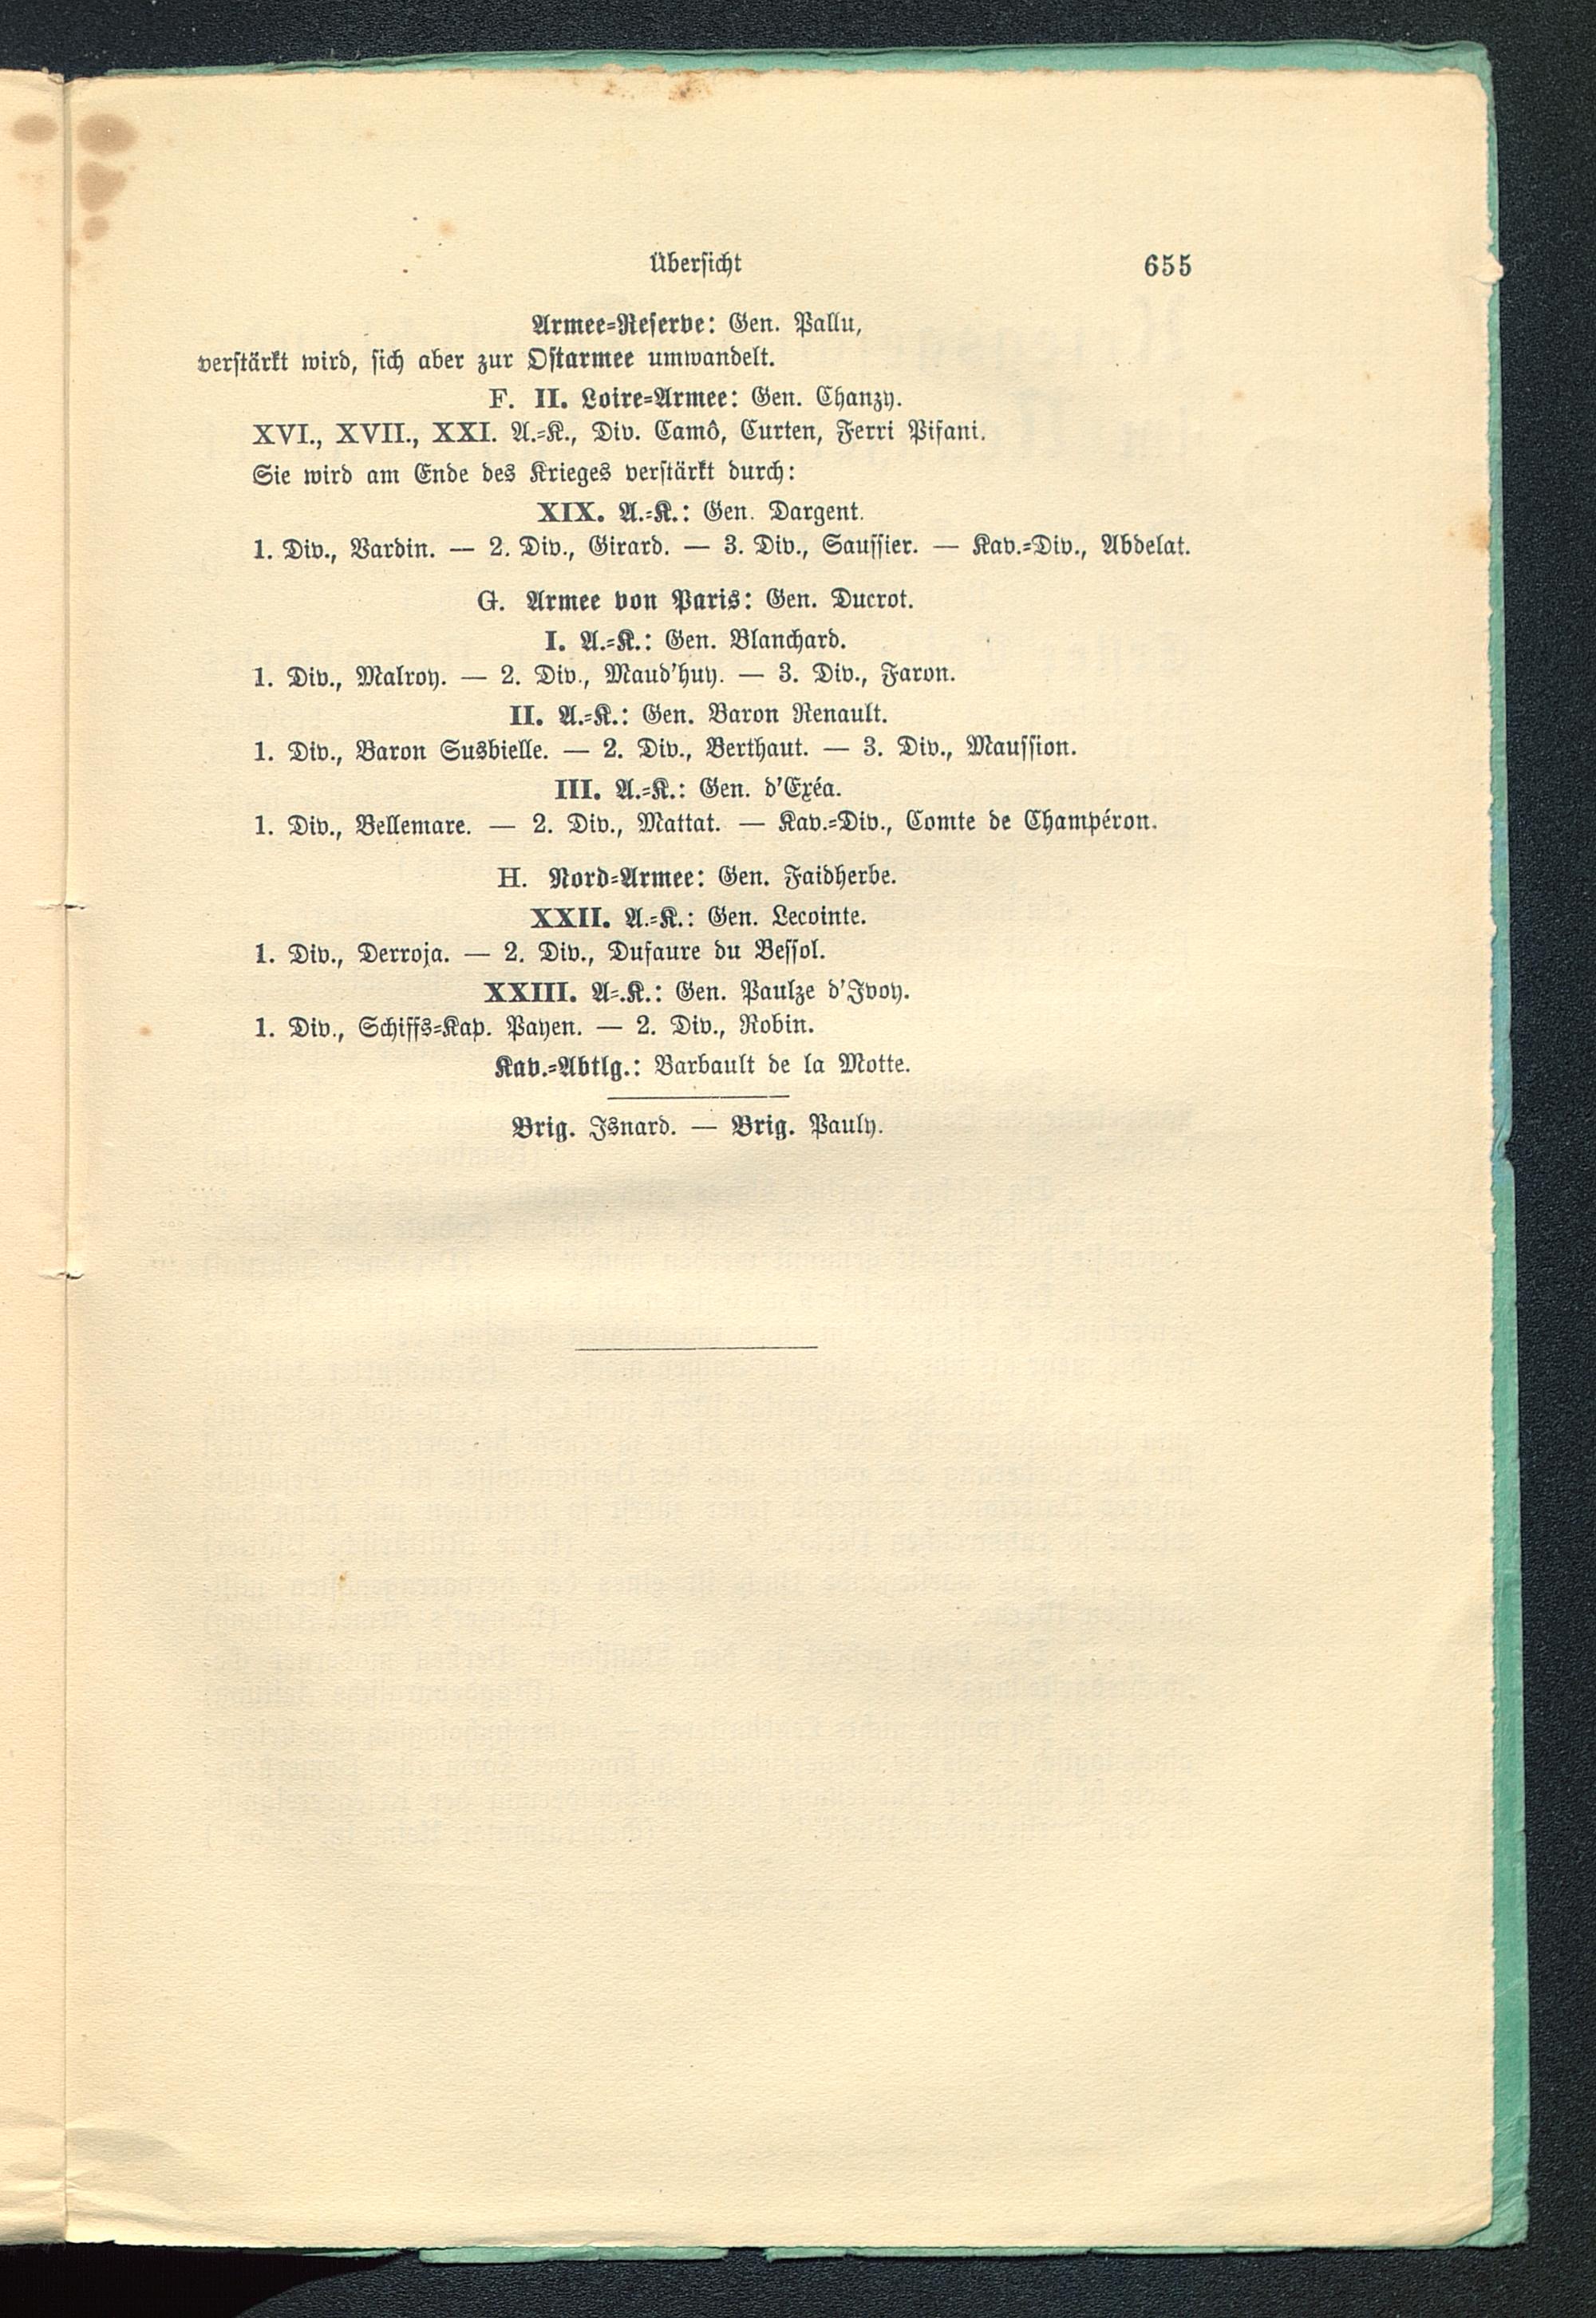 Übersicht 655
Armee-Reserve: Gen. Pallu,
verstärkt wird, sich aber zur Ostarmee umwandelt.
F. II. Loire-Armee: Gen. Chanzy.
XVI., XVII., XXI. A.-K., Div. Camô, Curten, Ferri Pisani.
Sie wird am Ende des Krieges verstärkt durch:
XIX. A.-K.: Gen. Dargent.
1. Div., Bardin. — 2. Div., Girard. — 3. Div., Saussier. — Kav.-Div., Abdelat.
G. Armee von Paris: Gen. Ducrot.
I. A.-K.: Gen. Blanchard.
1. Div., Malroy. — 2. Div., Maud'huy. — 3. Div., Faron.
II. A.-K.: Gen. Baron Renault.
1. Div., Baron Susbielle. — 2. Div., Berthaut. — 3. Div., Maussion.
III. A.-K.: Gen. d'Exéa.
1. Div., Bellemare. — 2. Div., Mattat. — Kav.-Div., Comte de Champéron.
H. Nord-Armee: Gen. Faidherbe.
XXII. A.-K.: Gen. Lecointe.
1. Div., Derroja. — 2. Div., Dufaure du Bessol.
XXIII. A-.K.: Gen. Paulze d'Ivoy.
1. Div., Schiffs-Kap. Payen. — 2. Div., Robin.
Kav.-Abtlg.: Barbault de la Motte.
Brig. Isnard. — Brig. Pauly.